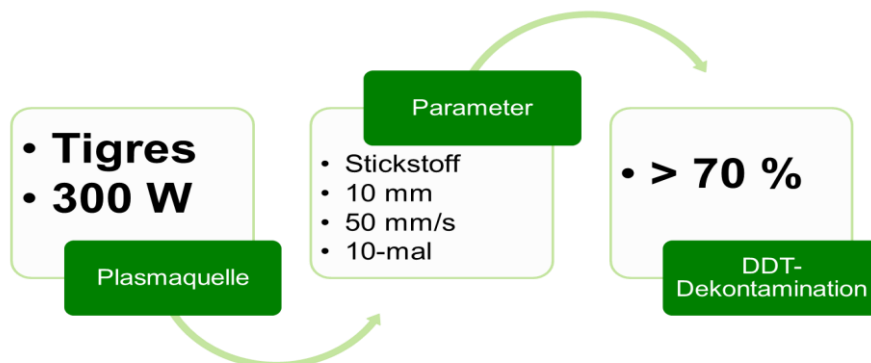 • Tigres
• 300 W
Plasmaquelle
Parameter
• Stickstoff
• 10 mm
• 50 mm/s
• 10-mal
• > 70 %
DDT-
Dekontamination